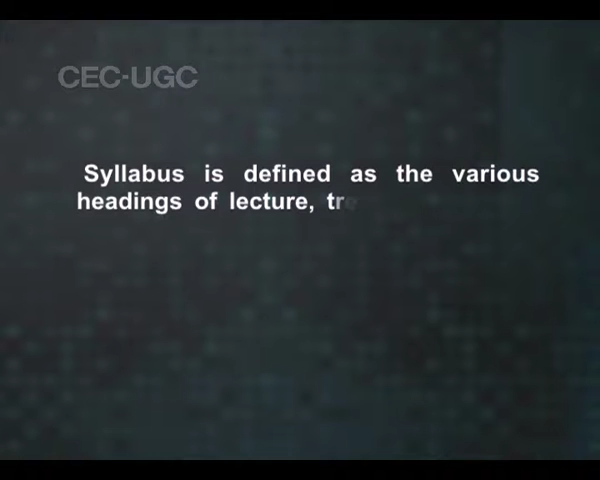 CEC-UGC
Syllabus is defined as the various
headings of lecture,